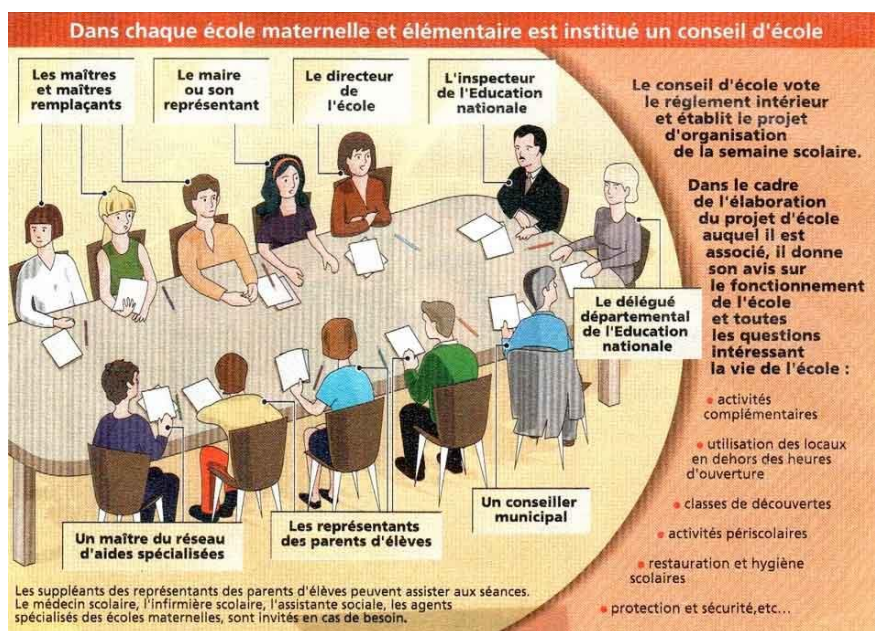 Dans chaque école maternelle et élémentaire est institué un conseil d'école
Les maîtres
et maîtres
remplaçants
Le maire
ou son
représentant
Le directeur
de
l'école
L'inspecteur
de l'Education
nationale
Le délégué
départemental
de l'Education
nationale
Un maître du réseau
d'aides spécialisées
Les représentants
des parents d'élèves
Un conseiller
municipal
Les suppléants des représentants des parents d'élèves peuvent assister aux séances.
Le médecin scolaire, l'infirmière scolaire, l'assistante sociale, les agents
spécialisés des écoles maternelles, sont invités en cas de besoin.
Le conseil d'école vote
le réglement intérieur
et établit le projet
d'organisation
de la semaine scolaire.
Dans le cadre
de l'élaboration
du projet d'école
auquel il est
associé, il donne
son avis sur
le fonctionnement
de l'école
et toutes
les questions
intéressant
la vie de l'école :
• activités
complémentaires
• utilisation des locaux
en dehors des heures
d'ouverture
• classes de découvertes
• activités périscolaires
• restauration et hygiène
scolaires
• protection et sécurité,etc...